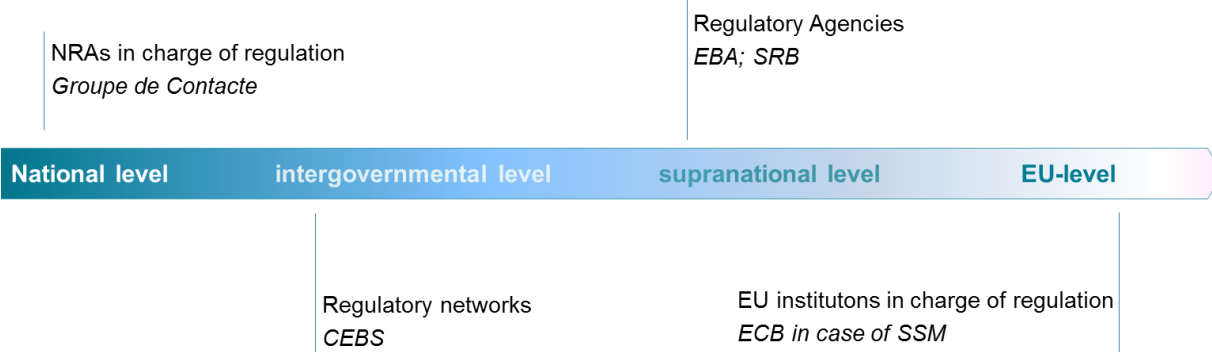 Regulatory Agencies
EBA; SRB
NRAs in charge of regulation
Groupe de Contacte
National level
intergovernmental level
supranational level
EU-level
Regulatory networks
CEBS
EU institutons in charge of regulation
ECB in case of SSM